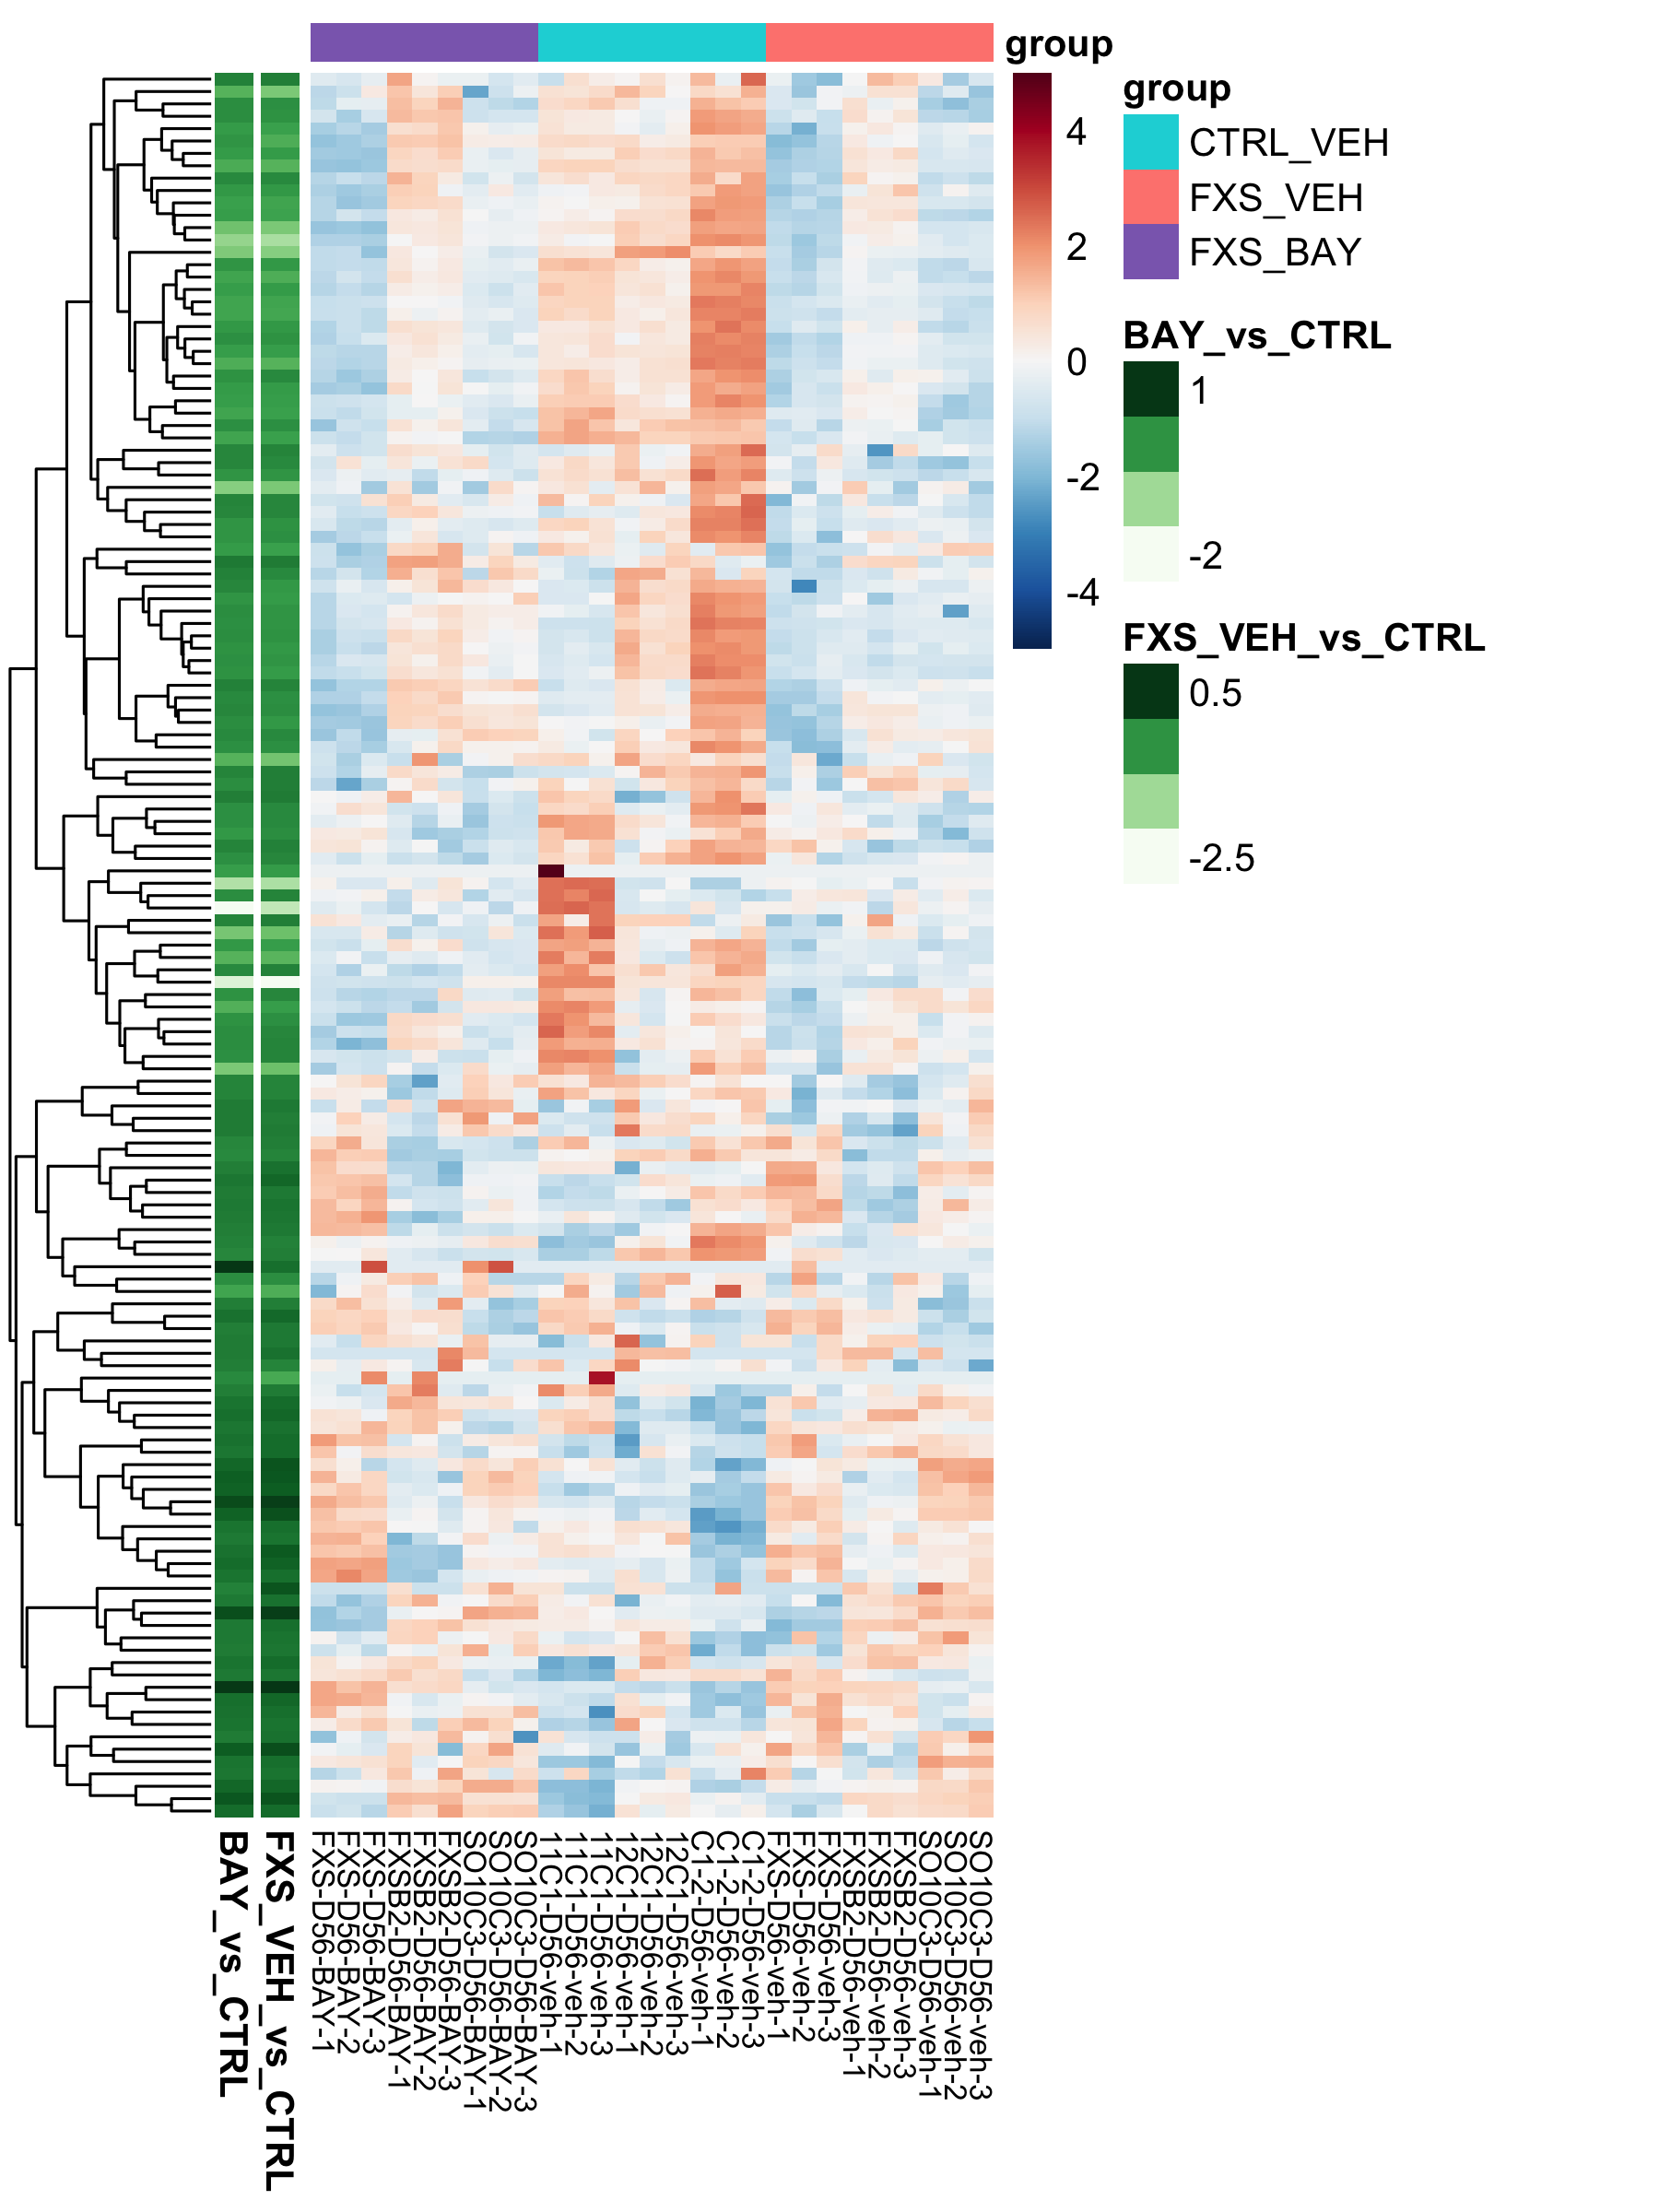 group
4
2
0
-2
-4
group
CTRL_VEH
FXS_VEH
FXS_BAY
BAY_vs_CTRL
1
-2
FXS_VEH_vs_CTRL
0.5
-2.5
BAY_vs_CTRL
FXS_VEH_vs_CTRL
FXS-D56-BAY-1
FXS-D56-BAY-2
FXS-D56-BAY-3
FXSB2-D56-BAY-1
FXSB2-D56-BAY-2
FXSB2-D56-BAY-3
SO10C3-D56-BAY-1
SO10C3-D56-BAY-2
SO10C3-D56-BAY-3
11C1-D56-veh-1
11C1-D56-veh-2
11C1-D56-veh-3
12C1-D56-veh-1
12C1-D56-veh-2
12C1-D56-veh-3
C1-2-D56-veh-1
C1-2-D56-veh-2
C1-2-D56-veh-3
FXS-D56-veh-1
FXS-D56-veh-2
FXS-D56-veh-3
FXSB2-D56-veh-1
FXSB2-D56-veh-2
FXSB2-D56-veh-3
SO10C3-D56-veh-1
SO10C3-D56-veh-2
SO10C3-D56-veh-3